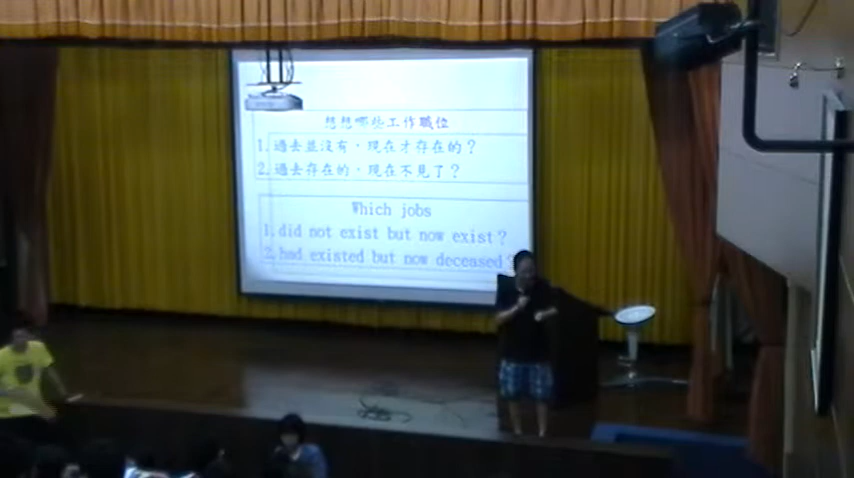 想想哪些工作職位
1. 過去並沒有，現在才存在的？
2. 過去存在的，現在不見了？
Which jobs
1. did not exist but now exist?
2. had existed but now deceased?